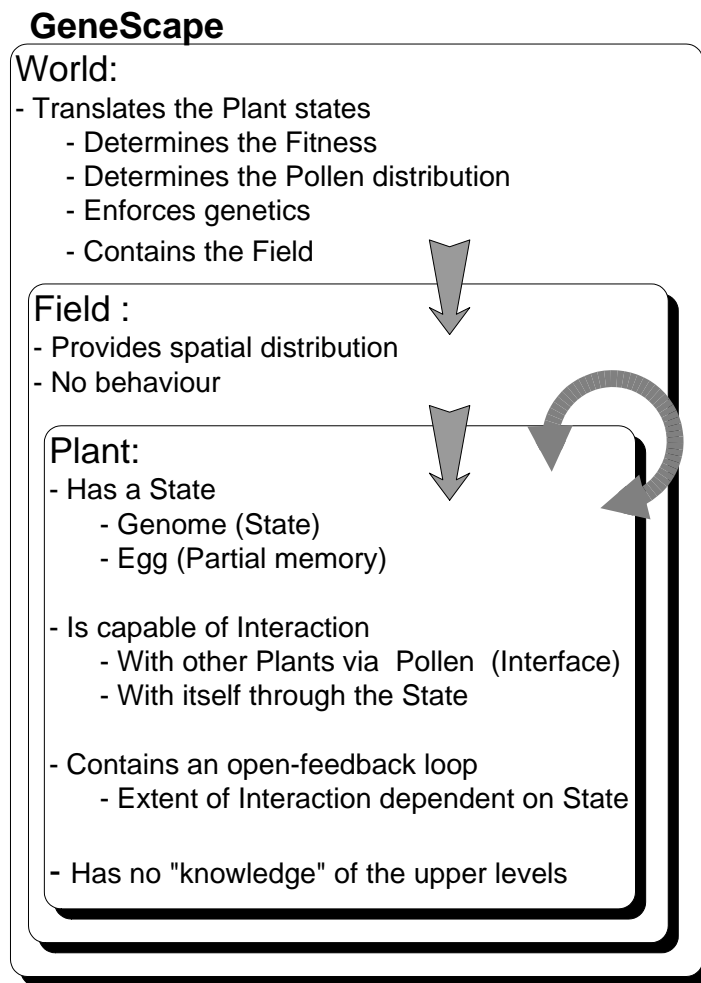 GeneScape
World:
- Translates the Plant states
- Determines the Fitness
- Determines the Pollen distribution
- Enforces genetics
- Contains the Field
Field :
- Provides spatial distribution
- No behaviour
Plant:
- Has a State
- Genome (State)
- Egg (Partial memory)
- Is capable of Interaction
- With other Plants via Pollen (Interface)
- With itself through the State
- Contains an open-feedback loop
- Extent of Interaction dependent on State
- Has no "knowledge" of the upper levels